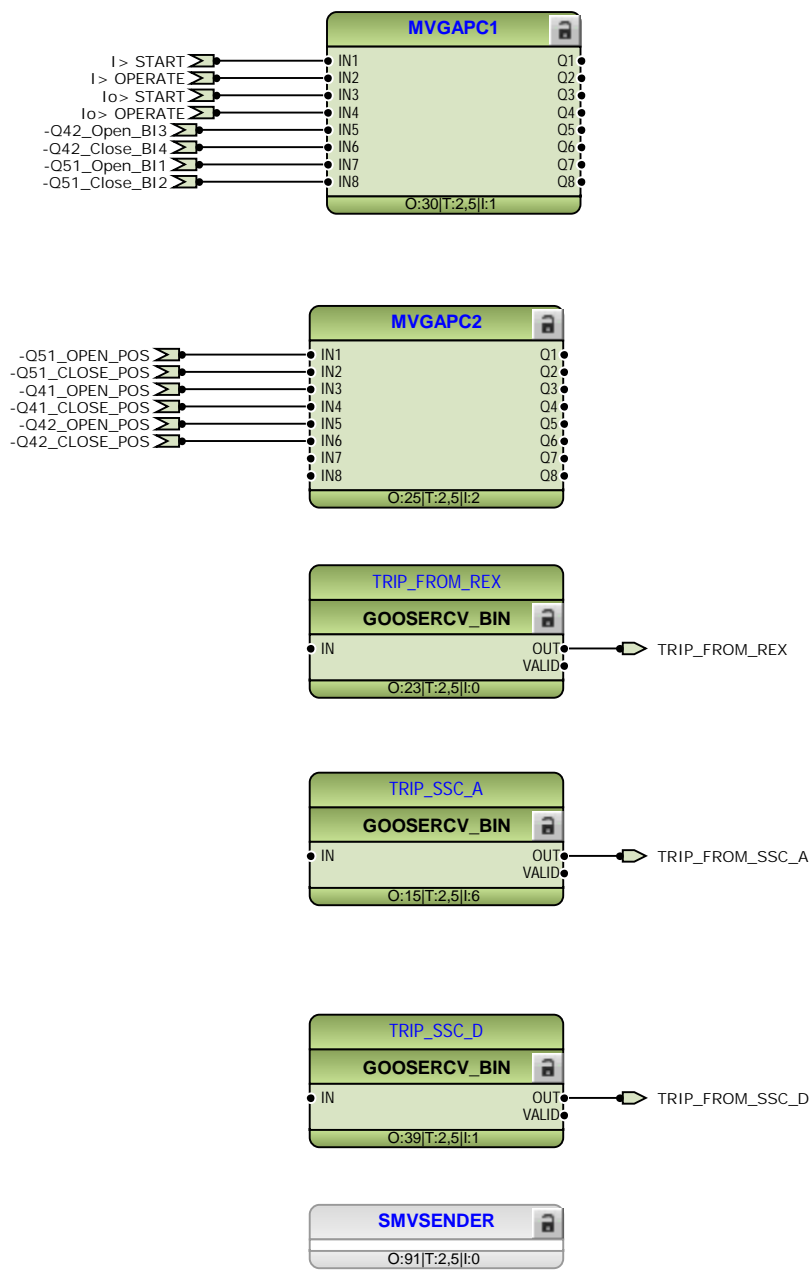 MVGAPC1
I> START IN1 Q1
I> OPERATE IN2 Q2
Io> START IN3 Q3
Io> OPERATE IN4 Q4
-Q42_Open_BI3 IN5 Q5
-Q42_Close_BI4 IN6 Q6
-Q51_Open_BI1 IN7 Q7
-Q51_Close_BI2 IN8 Q8
O:30|T:2,5|I:1
MVGAPC2
-Q51_OPEN_POS IN1 Q1
-Q51_CLOSE_POS IN2 Q2
-Q41_OPEN_POS IN3 Q3
-Q41_CLOSE_POS IN4 Q4
-Q42_OPEN_POS IN5 Q5
-Q42_CLOSE_POS IN6 Q6
IN7 Q7
IN8 Q8
O:25|T:2,5|I:2
TRIP_FROM_REX
GOOSERCV_BIN
IN OUT TRIP_FROM_REX
VALID
O:23|T:2,5|I:0
TRIP_SSC_A
GOOSERCV_BIN
IN OUT TRIP_FROM_SSC_A
VALID
O:15|T:2,5|I:6
TRIP_SSC_D
GOOSERCV_BIN
IN OUT TRIP_FROM_SSC_D
VALID
O:39|T:2,5|I:1
SMVSENDER
O:91|T:2,5|I:0